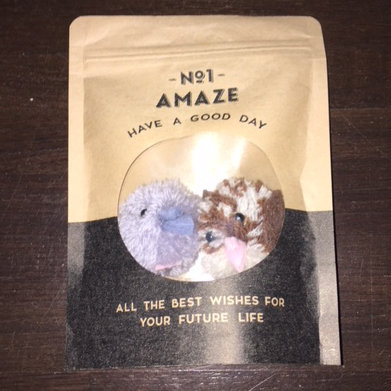 -Nº1-
AMAZE
HAVE A GOOD DAY
ALL THE BEST WISHES FOR
YOUR FUTURE LIFE